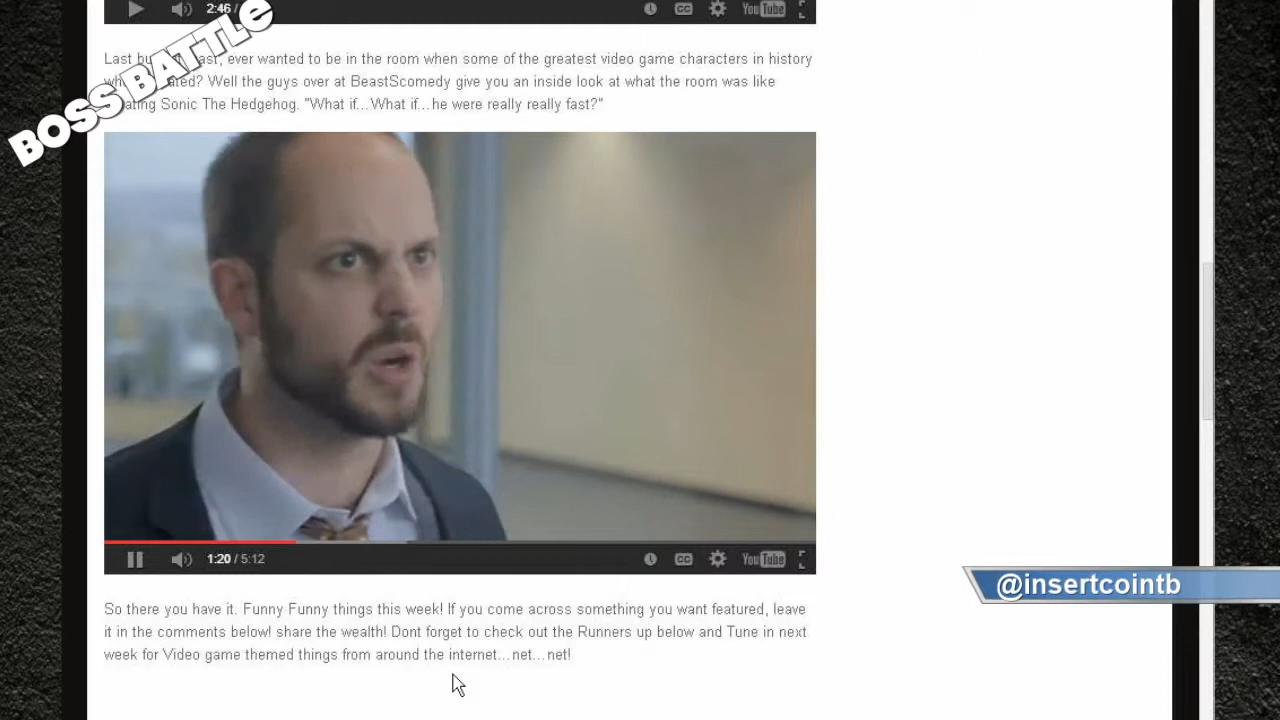 2:46 /
YouTube
BOSS BATTLE
Last ast, ever wanted to be in the room when some of the greatest video game characters in history
ated? Well the guys over at BeastScomedy give you an inside look at what the room was like
ating Sonic The Hedgehog. "What if...What if...he were really really fast?"
1:20 / 5:12
YouTube
@insertcointb
So there you have it. Funny Funny things this week! If you come across something you want featured, leave
it in the comments below! share the wealth! Dont forget to check out the Runners up below and Tune in next
week for Video game themed things from around the internet...net...net!